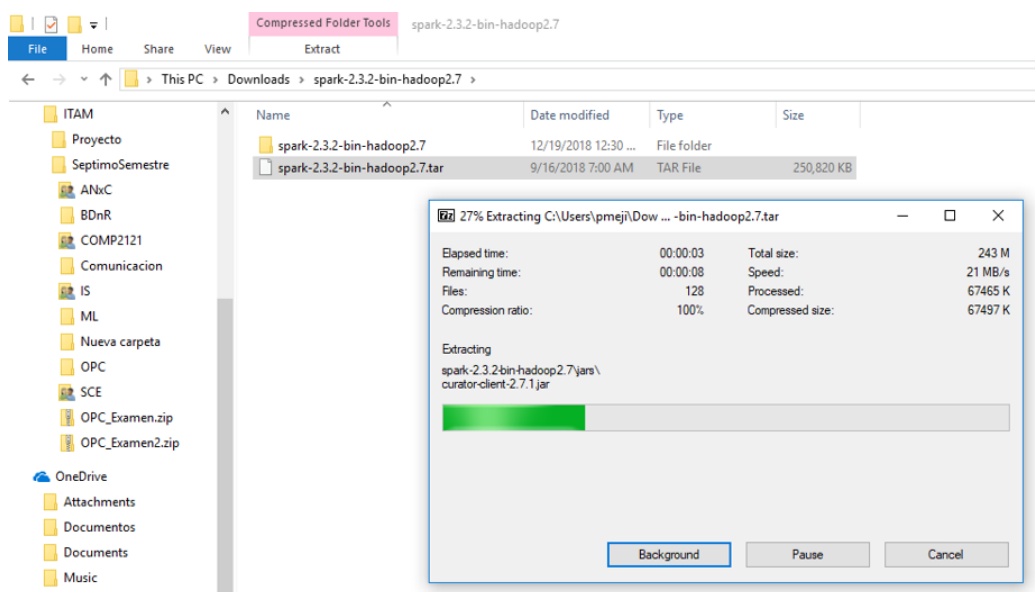 Compressed Folder Tools
spark-2.3.2-bin-hadoop2.7
File
Home
Share
View
Extract
> This PC > Downloads > spark-2.3.2-bin-hadoop2.7 >
ITAM
Proyecto
SeptimoSemestre
ANxC
BDnR
COMP2121
Comunicacion
IS
ML
Nueva carpeta
OPC
SCE
OPC_Examen.zip
OPC_Examen2.zip
OneDrive
Attachments
Documentos
Documents
Music
Name Date modified Type Size
spark-2.3.2-bin-hadoop2.7 12/19/2018 12:30 ... File folder
spark-2.3.2-bin-hadoop2.7.tar 9/16/2018 7:00 AM TAR File 250,820 KB
7z 27% Extracting C:\Users\pmeji\Dow ... -bin-hadoop2.7.tar
Elapsed time: 00:00:03 Total size: 243 M
Remaining time: 00:00:08 Speed: 21 MB/s
Files: 128 Processed: 67465 K
Compression ratio: 100% Compressed size: 67497 K
Extracting
spark-2.3.2-bin-hadoop2.7\jars\
curator-client-2.7.1.jar
Background
Pause
Cancel